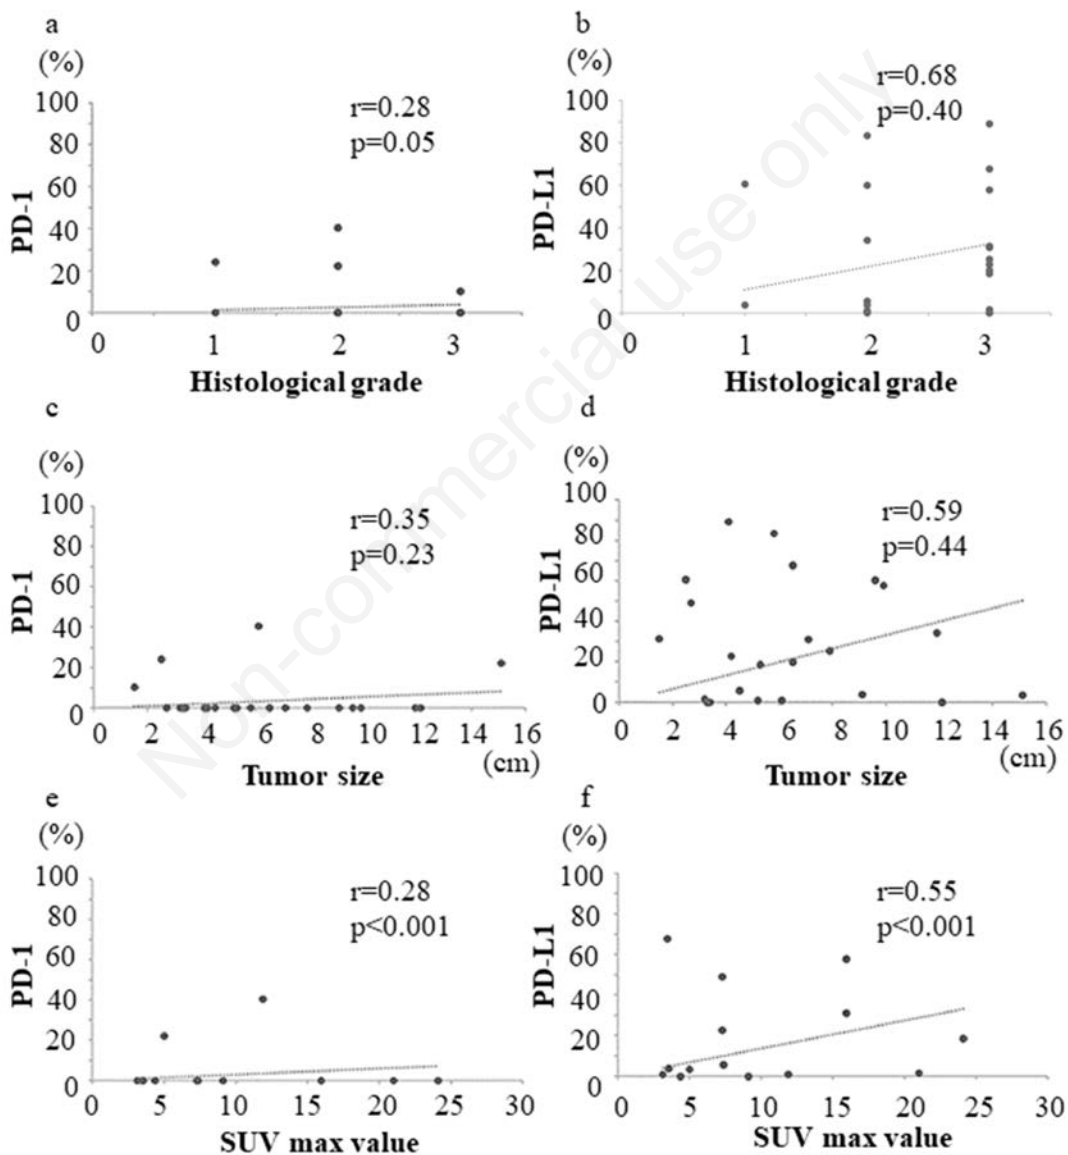 a
(%)
r=0.28
p=0.05
PD-1
100
80
60
40
20
0
0 1 2 3
Histological grade
b
(%)
r=0.68
p=0.40
PD-L1
100
80
60
40
20
0
0 1 2 3
Histological grade
c
(%)
r=0.35
p=0.23
PD-1
100
80
60
40
20
0
2 4 6 8 10 12 14 16
(cm)
Tumor size
d
(%)
r=0.59
p=0.44
PD-L1
100
80
60
40
20
0
0 2 4 6 8 10 12 14 16
(cm)
Tumor size
e
(%)
r=0.28
p<0.001
PD-1
100
80
60
40
20
0
0 5 10 15 20 25 30
SUV max value
f
(%)
r=0.55
p<0.001
PD-L1
100
80
60
40
20
0
0 5 10 15 20 25 30
SUV max value
Non-commercial use only